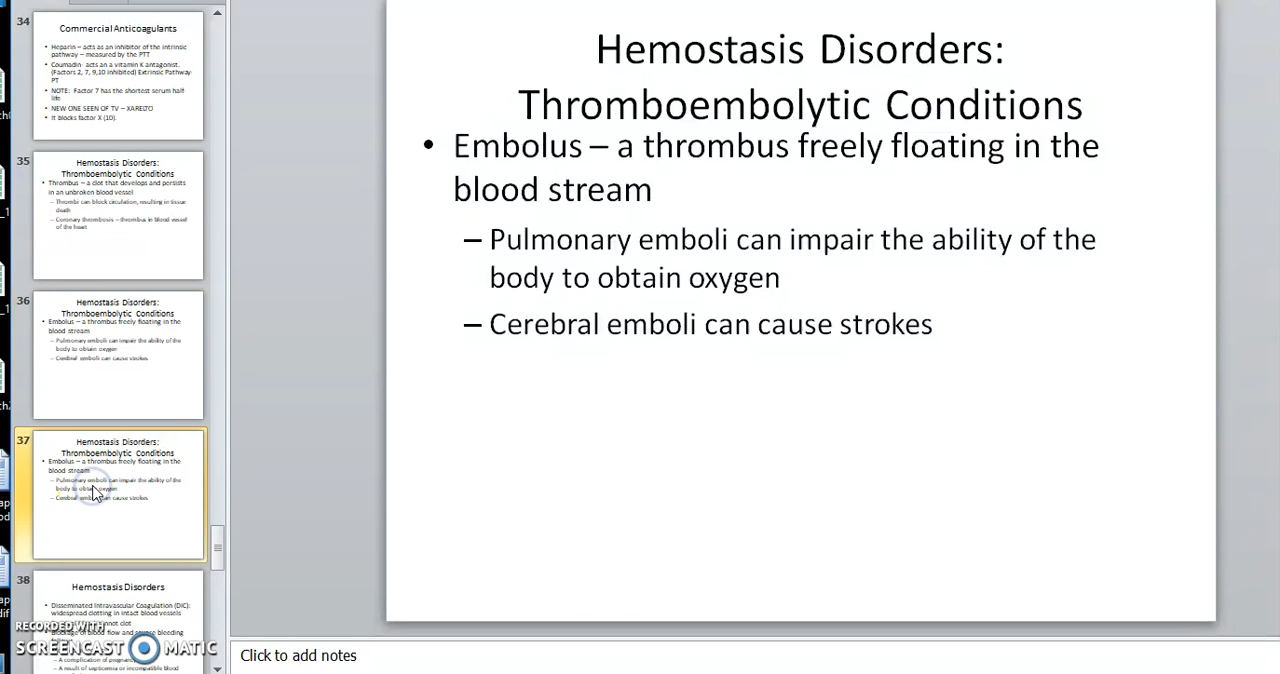 34
Commercial Anticoagulants
• Heparin – acts as an inhibitor of the intrinsic
pathway – measured by the PTT
• Coumadin- acts an a vitamin K antagonist.
(Factors 2, 7, 9,10 inhibited) Extrinsic Pathway-
PT
• NOTE: Factor 7 has the shortest serum half
life
• NEW ONE SEEN OF TV – XARELTO
• It blocks factor X (10).
35
Hemostasis Disorders:
Thromboembolytic Conditions
• Thrombus – a clot that develops and persists
in an unbroken blood vessel
– Thrombi can block circulation, resulting in tissue
death
– Coronary thrombosis – thrombus in blood vessel
of the heart
36
Hemostasis Disorders:
Thromboembolytic Conditions
• Embolus – a thrombus freely floating in the
blood stream
– Pulmonary emboli can impair the ability of the
body to obtain oxygen
– Cerebral emboli can cause strokes
37
Hemostasis Disorders:
Thromboembolytic Conditions
• Embolus – a thrombus freely floating in the
blood stream
– Pulmonary emboli can impair the ability of the
body to obtain oxygen
– Cerebral emboli can cause strokes
38
Hemostasis Disorders
• Disseminated Intravascular Coagulation (DIC):
widespread clotting in intact blood vessels
cannot clot
• Blockage of blood flow and severe bleeding
– A complication of pregnancy
– A result of septicemia or incompatible blood
RECORDED WITH
SCREENCAST MATIC
Hemostasis Disorders:
Thromboembolytic Conditions
• Embolus – a thrombus freely floating in the
blood stream
– Pulmonary emboli can impair the ability of the
body to obtain oxygen
– Cerebral emboli can cause strokes
Click to add notes